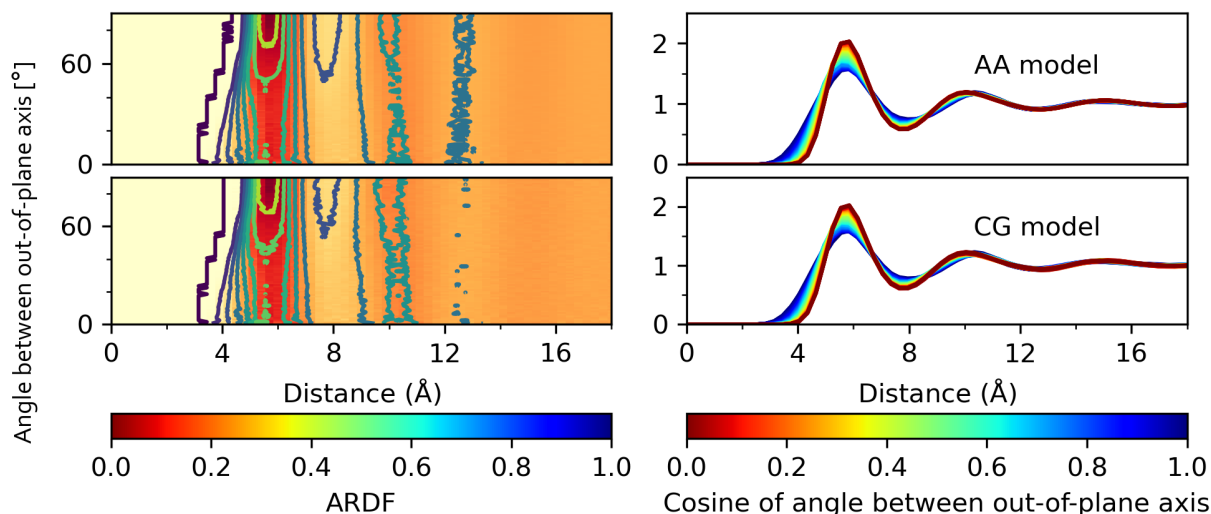 Angle between out-of-plane axis [°]
60
0
60
0
0 4 8 12 16
Distance (Å)
0.0 0.2 0.4 0.6 0.8 1.0
ARDF
2
1
0
AA model
2
1
0
CG model
0 4 8 12 16
Distance (Å)
0.0 0.2 0.4 0.6 0.8 1.0
Cosine of angle between out-of-plane axis